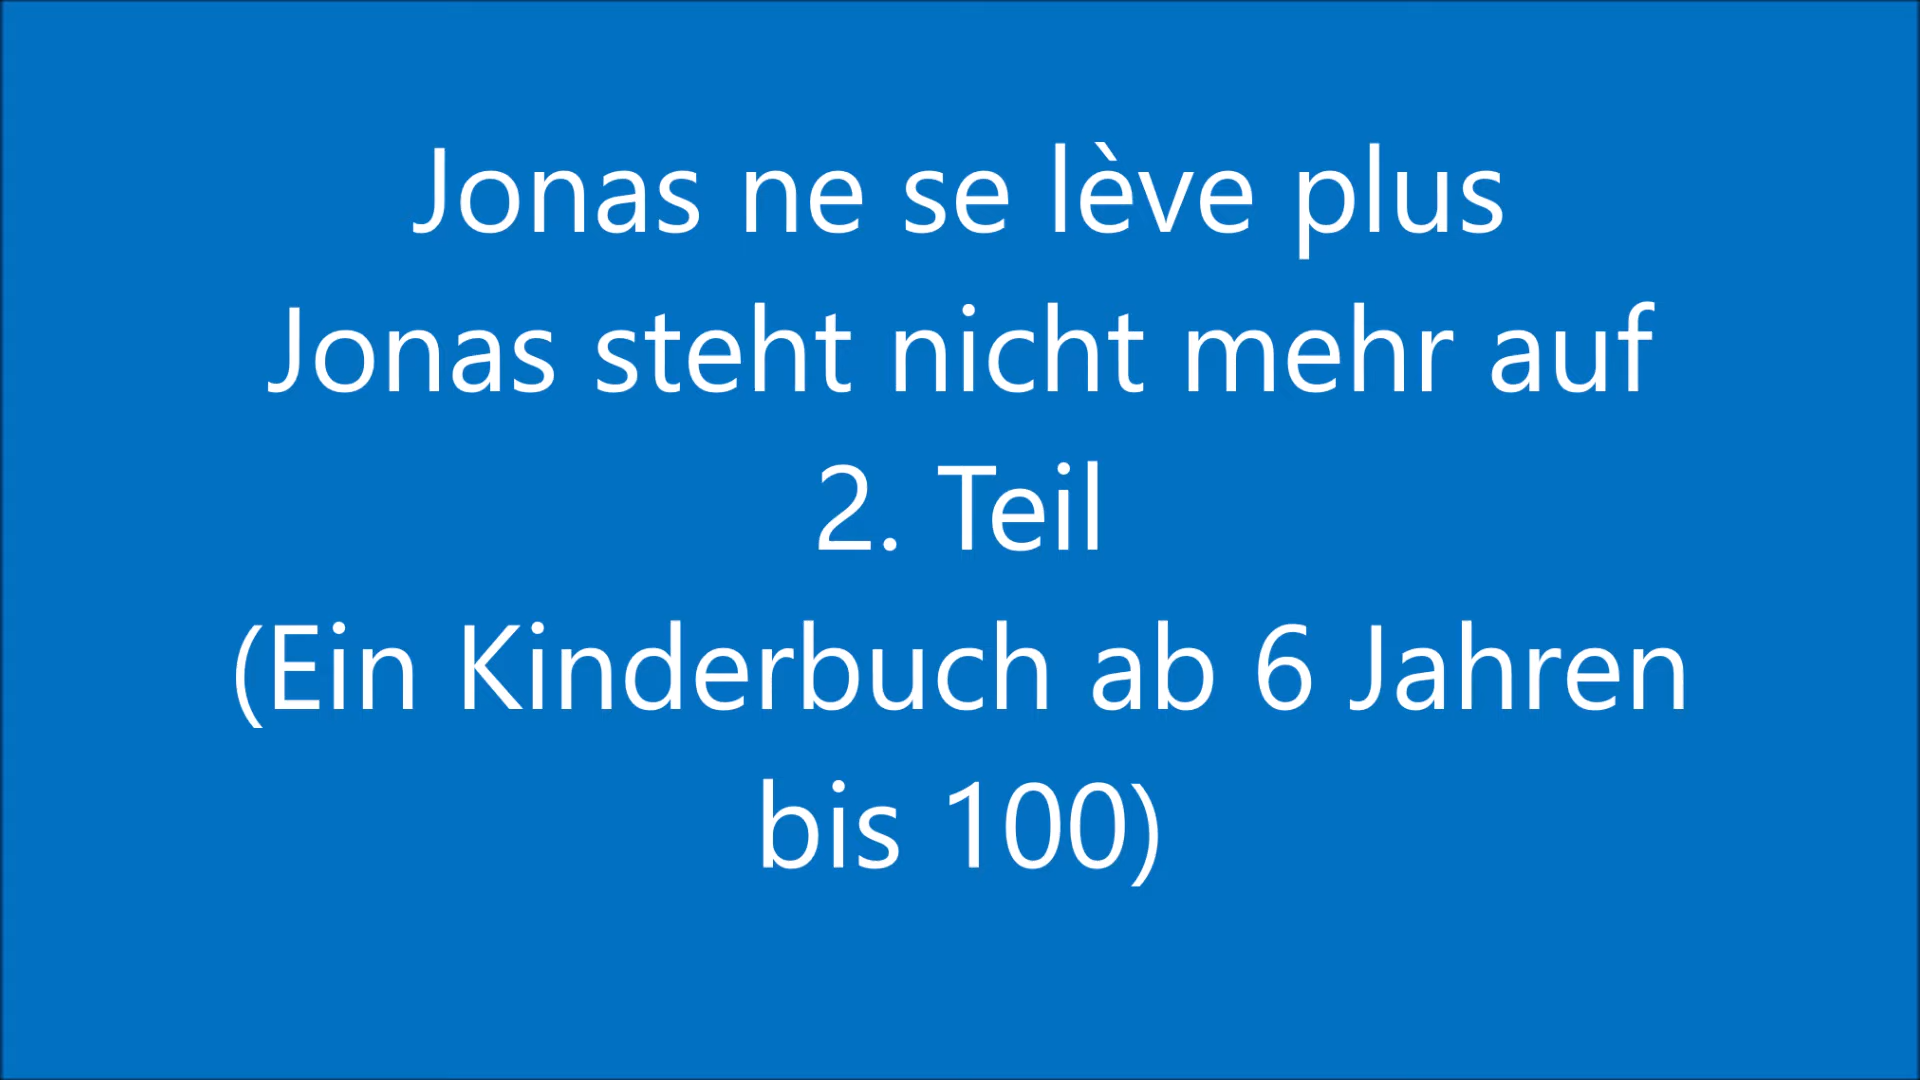 Jonas ne se lève plus
Jonas steht nicht mehr auf
2. Teil
(Ein Kinderbuch ab 6 Jahren
bis 100)